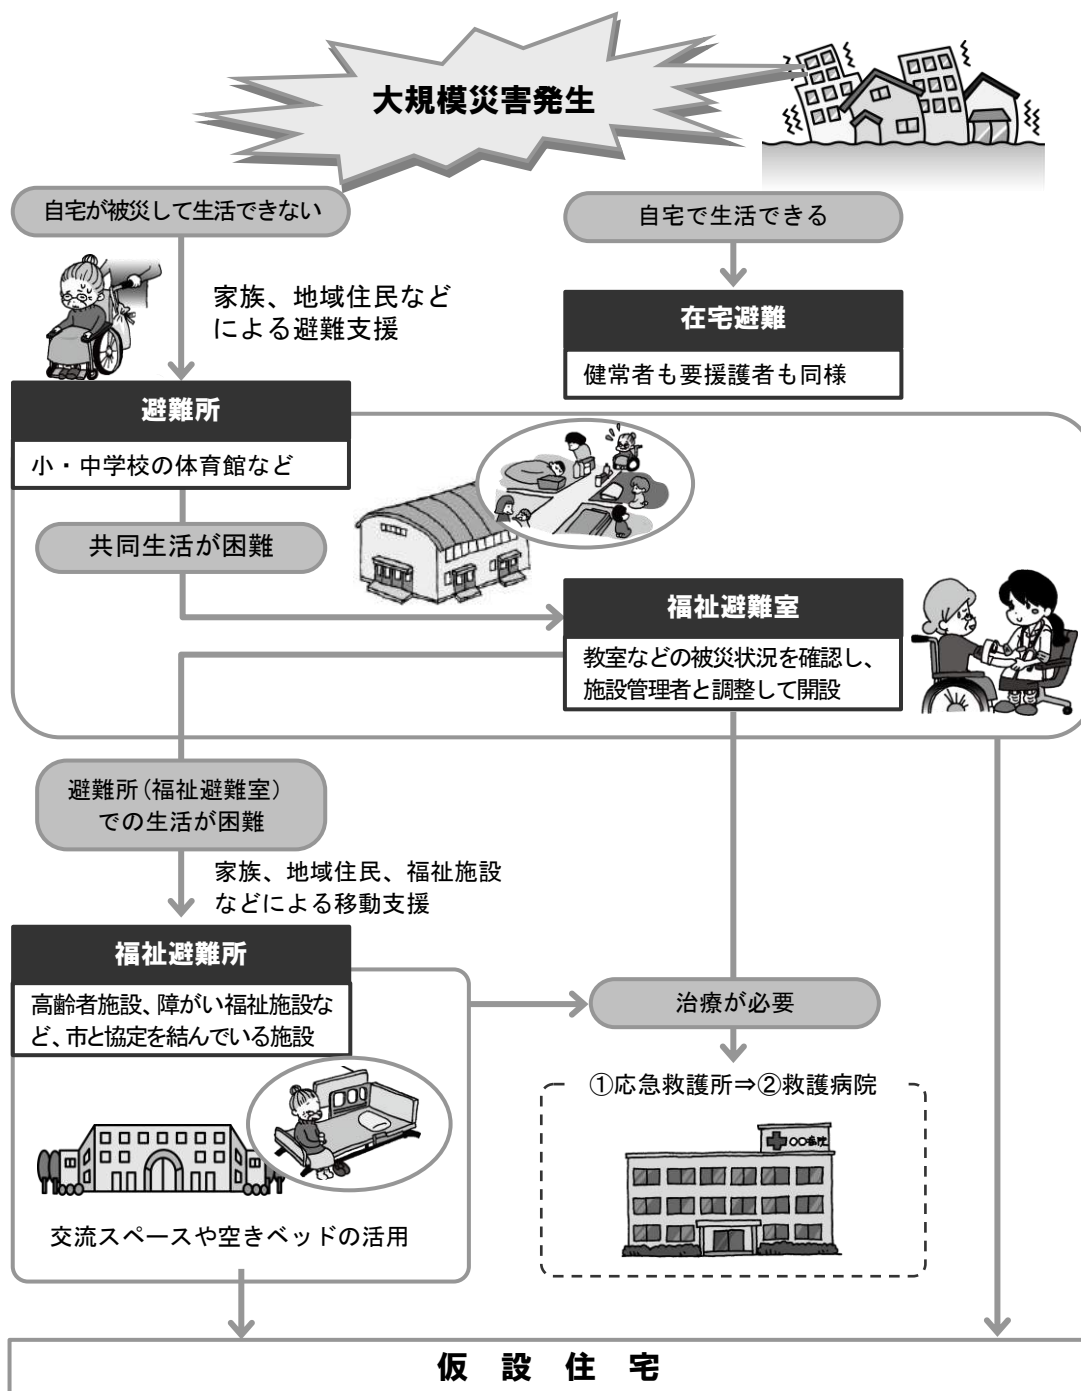 大規模災害発生
自宅が被災して生活できない
自宅で生活できる
家族、地域住民など
による避難支援
在宅避難
健常者も要援護者も同様
避難所
小・中学校の体育館など
共同生活が困難
福祉避難室
教室などの被災状況を確認し、
施設管理者と調整して開設
避難所(福祉避難室)
での生活が困難
家族、地域住民、福祉施設
などによる移動支援
福祉避難所
高齢者施設、障がい福祉施設な
ど、市と協定を結んでいる施設
治療が必要
①応急救護所⇒②救護病院
○○病院
交流スペースや空きベッドの活用
仮設住宅